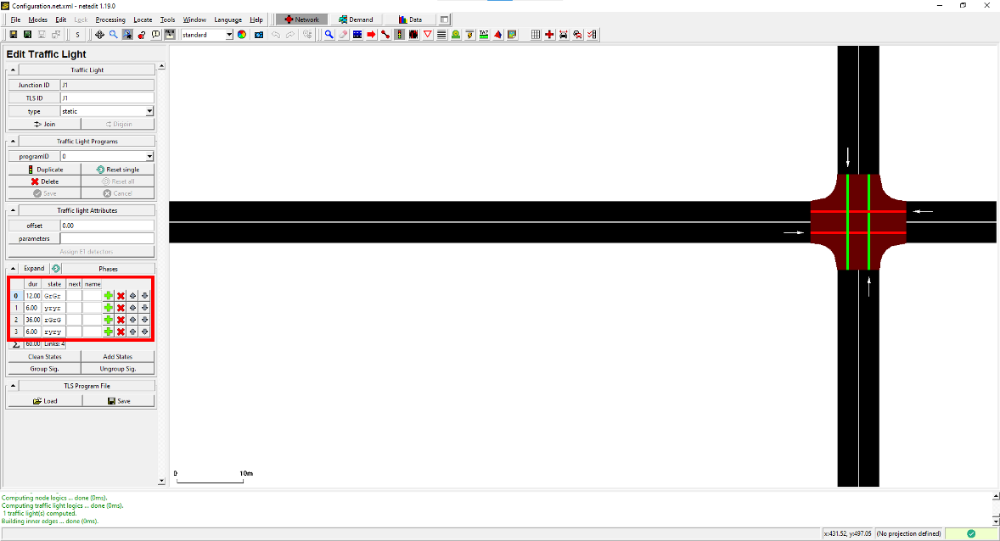 Configuration.net.xml - netedit 1.19.0
File Modes Edit Lock Processing Locate Tools Window Language Help Network Demand Data
S standard TAZ
Edit Traffic Light
Traffic Light
Junction ID J1
TLS ID J1
type static
Join Disjoin
Traffic Light Programs
programID 0
Duplicate Reset single
Delete Reset all
Save Cancel
Traffic light Attributes
offset 0.00
parameters
Assign E1 detectors
Expand Phases
dur state next name
0 12.00 GrGr
1 6.00 yryr
2 36.00 rGrG
3 6.00 ryry
Σ 60.00 Links: 4
Clean States Add States
Group Sig. Ungroup Sig.
TLS Program File
Load Save
0 10m
Computing node logics ... done (0ms).
Computing traffic light logics ... done (0ms).
1 traffic light(s) computed.
Building inner edges ... done (0ms).
x:431.52, y:497.05 (No projection defined)